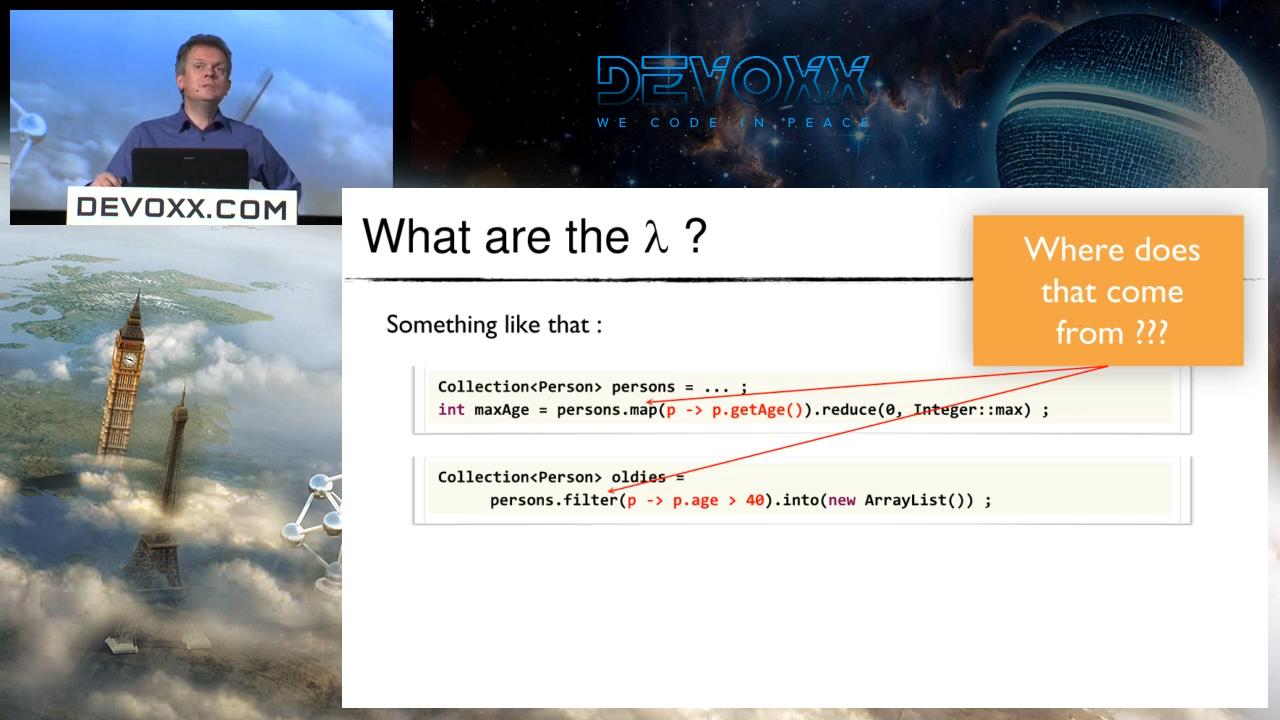 DEVOXX
WE CODE IN PEACE
DEVOXX.COM
What are the λ ?
Where does
that come
from ???
Something like that :
Collection<Person> persons = ... ;
int maxAge = persons.map(p -> p.getAge()).reduce(0, Integer::max) ;
Collection<Person> oldies =
persons.filter(p -> p.age > 40).into(new ArrayList()) ;